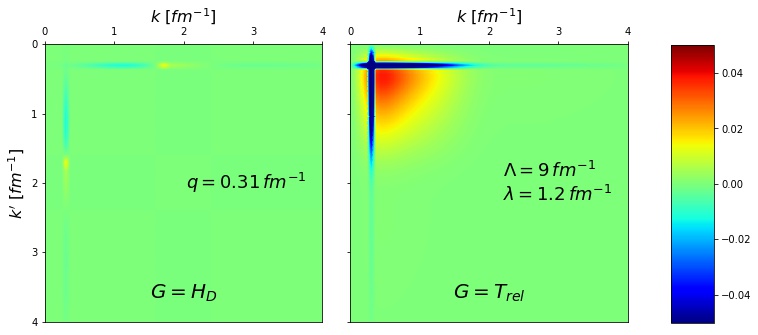 k [fm⁻¹]
k [fm⁻¹]
0 1 2 3 4
0 1 2 3 4
0
1
2
3
4
k′ [fm⁻¹]
q = 0.31 fm⁻¹
G = H_D
Λ = 9 fm⁻¹
λ = 1.2 fm⁻¹
G = T_rel
0.04
0.02
0.00
−0.02
−0.04